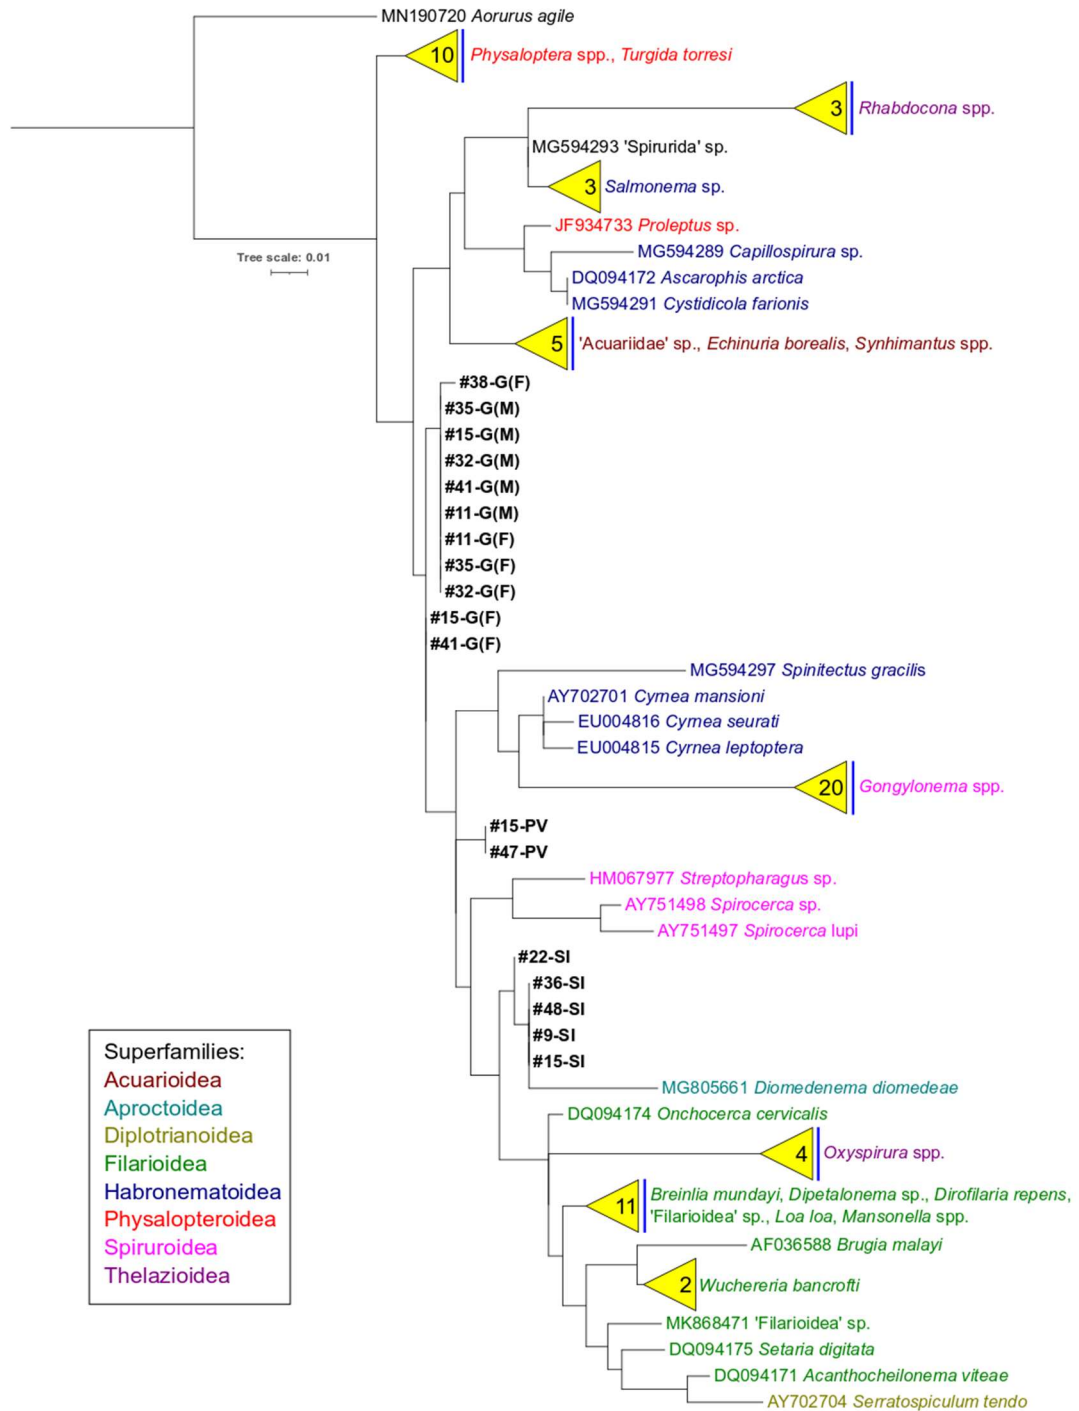 MN190720 Aorurus agile
10 Physaloptera spp., Turgida torresi
3 Rhabdocona spp.
MG594293 'Spirurida' sp.
3 Salmonema sp.
JF934733 Proleptus sp.
MG594289 Capillospirura sp.
Tree scale: 0.01
DQ094172 Ascarophis arctica
MG594291 Cystidicola farionis
5 'Acuariidae' sp., Echinuria borealis, Synhimantus spp.
#38-G(F)
#35-G(M)
#15-G(M)
#32-G(M)
#41-G(M)
#11-G(M)
#11-G(F)
#35-G(F)
#32-G(F)
#15-G(F)
#41-G(F)
MG594297 Spinitectus gracilis
AY702701 Cyrnea mansioni
EU004816 Cyrnea seurati
EU004815 Cyrnea leptoptera
20 Gongylonema spp.
#15-PV
#47-PV
HM067977 Streptopharagus sp.
AY751498 Spirocerca sp.
AY751497 Spirocerca lupi
#22-SI
#36-SI
#48-SI
#9-SI
#15-SI
MG805661 Diomedenema diomedeae
DQ094174 Onchocerca cervicalis
4 Oxyspirura spp.
11 Breinlia mundayi, Dipetalonema sp., Dirofilaria repens,
'Filarioidea' sp., Loa loa, Mansonella spp.
AF036588 Brugia malayi
2 Wuchereria bancrofti
MK868471 'Filarioidea' sp.
DQ094175 Setaria digitata
DQ094171 Acanthocheilonema viteae
AY702704 Serratospiculum tendo
Superfamilies:
Acuarioidea
Aproctoidea
Diplotrianoidea
Filarioidea
Habronematoidea
Physalopteroidea
Spiruroidea
Thelazioidea